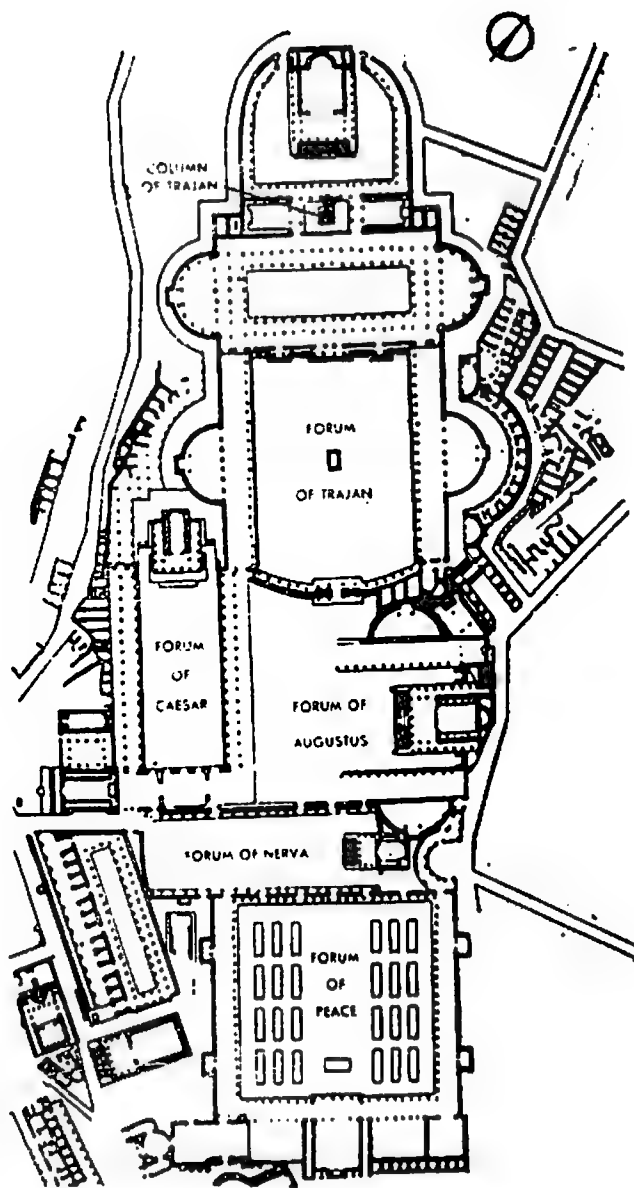 COLUMN
OF TRAJAN
FORUM
OF TRAJAN
FORUM
OF
CAESAR
FORUM OF
AUGUSTUS
FORUM OF NERVA
FORUM
OF
PEACE